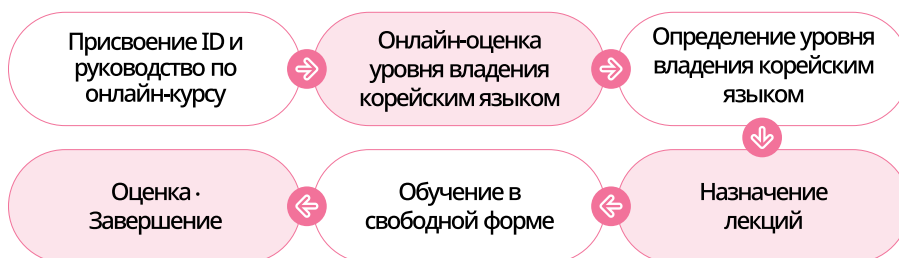 Присвоение ID и
руководство по
онлайн-курсу
Онлайн-оценка
уровня владения
корейским языком
Определение уровня
владения корейским
языком
Назначение
лекций
Обучение в
свободной форме
Оценка ·
Завершение